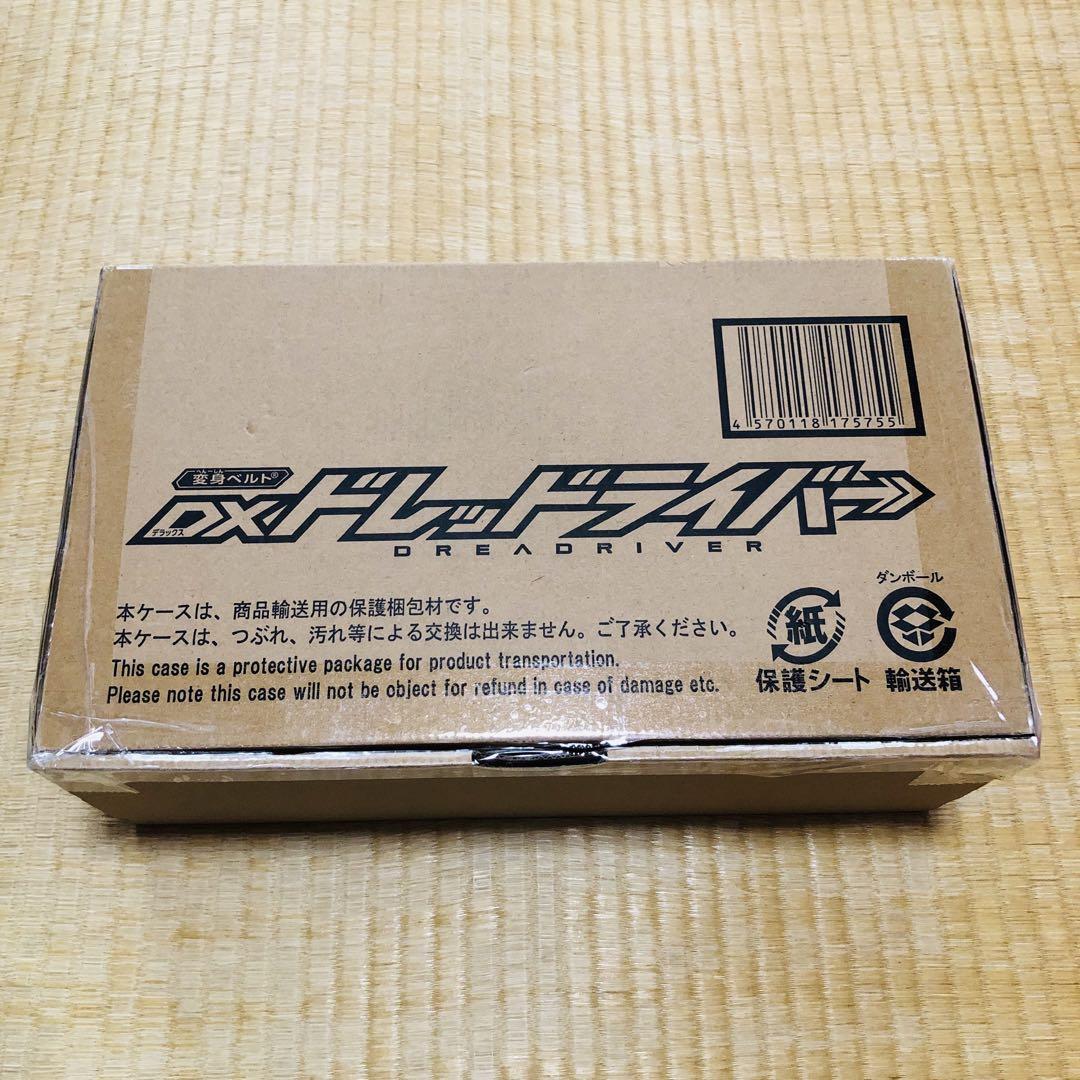 4 570118 175755
へんしん
変身ベルト®
DXドレッドライバー
デラックス
DREADRIVER
本ケースは、商品輸送用の保護梱包材です。
本ケースは、つぶれ、汚れ等による交換は出来ません。ご了承ください。
This case is a protective package for product transportation.
Please note this case will not be object for refund in case of damage etc.
紙
保護シート
ダンボール
輸送箱